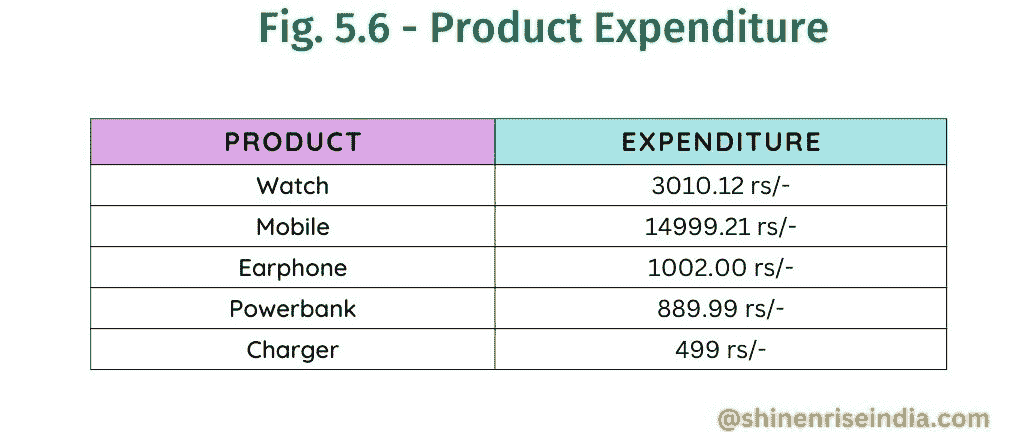 Fig. 5.6 - Product Expenditure
PRODUCT EXPENDITURE
Watch 3010.12 rs/-
Mobile 14999.21 rs/-
Earphone 1002.00 rs/-
Powerbank 889.99 rs/-
Charger 499 rs/-
@shinenriseindia.com